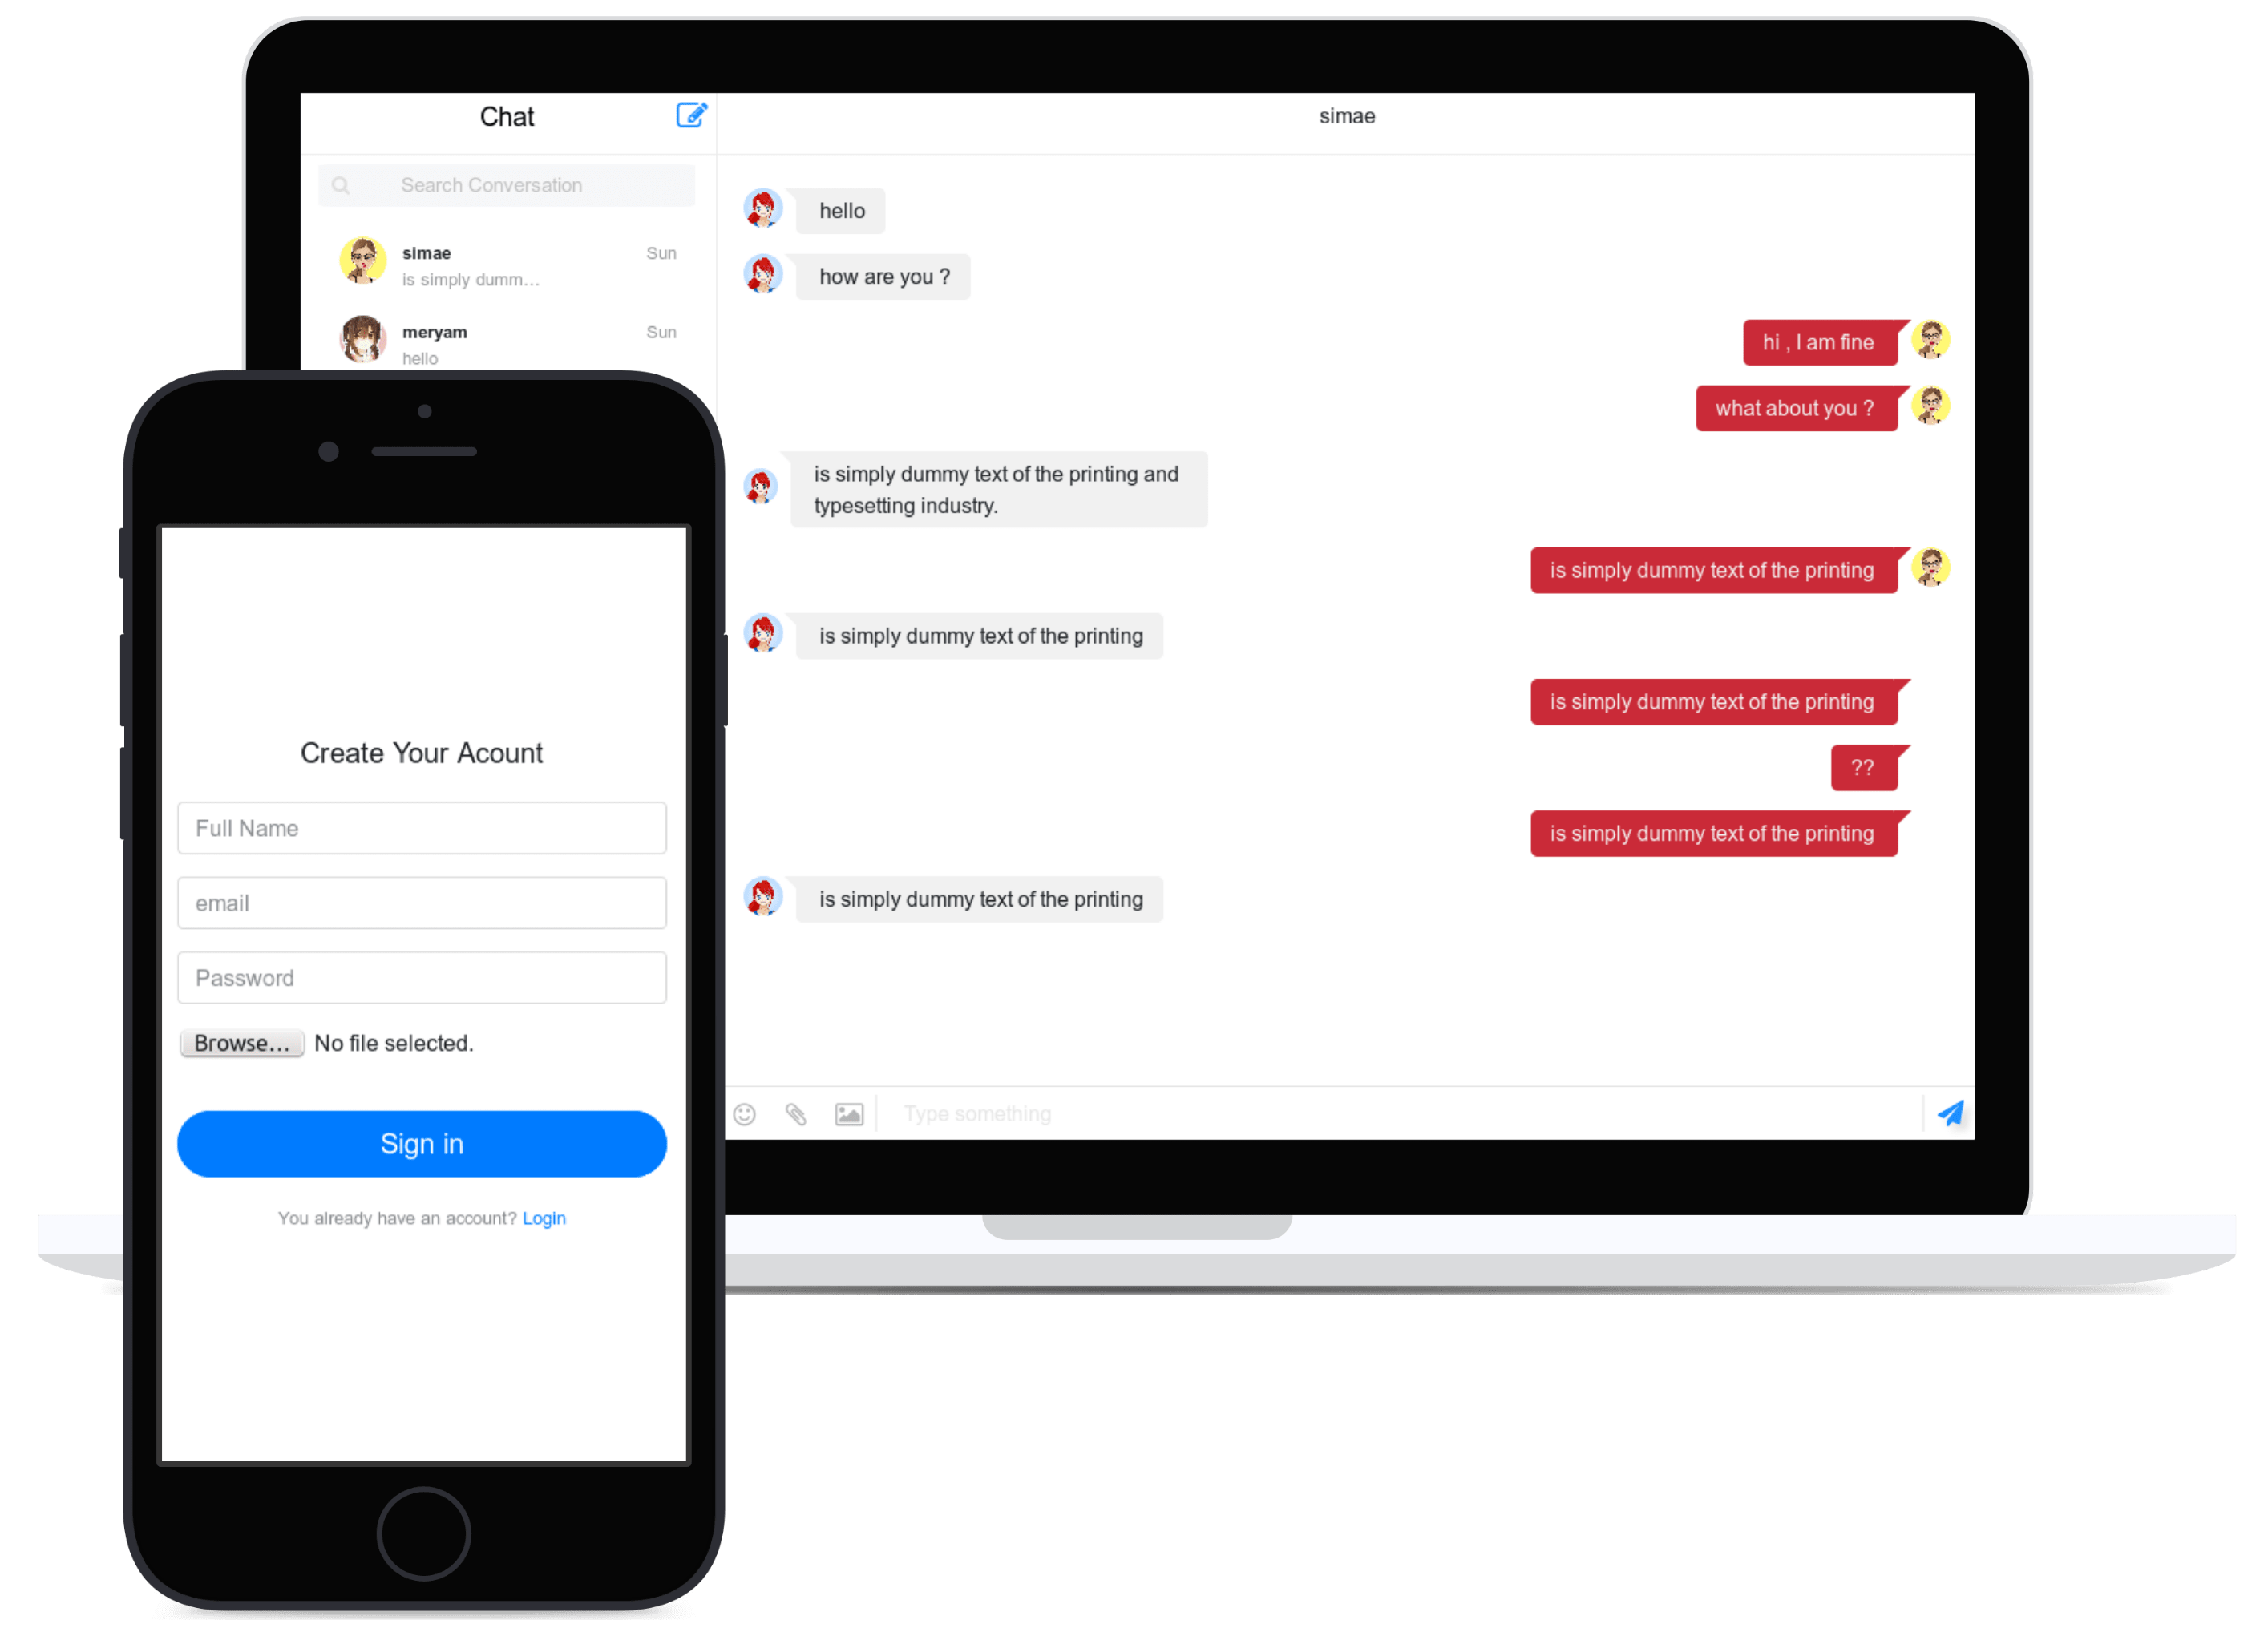 Chat
simae
Search Conversation
simae
Sun
is simply dumm...
meryam
Sun
hello
hello
how are you ?
hi , I am fine
what about you ?
is simply dummy text of the printing and
typesetting industry.
is simply dummy text of the printing
is simply dummy text of the printing
is simply dummy text of the printing
??
is simply dummy text of the printing
is simply dummy text of the printing
Type something
Create Your Acount
Full Name
email
Password
Browse... No file selected.
Sign in
You already have an account? Login